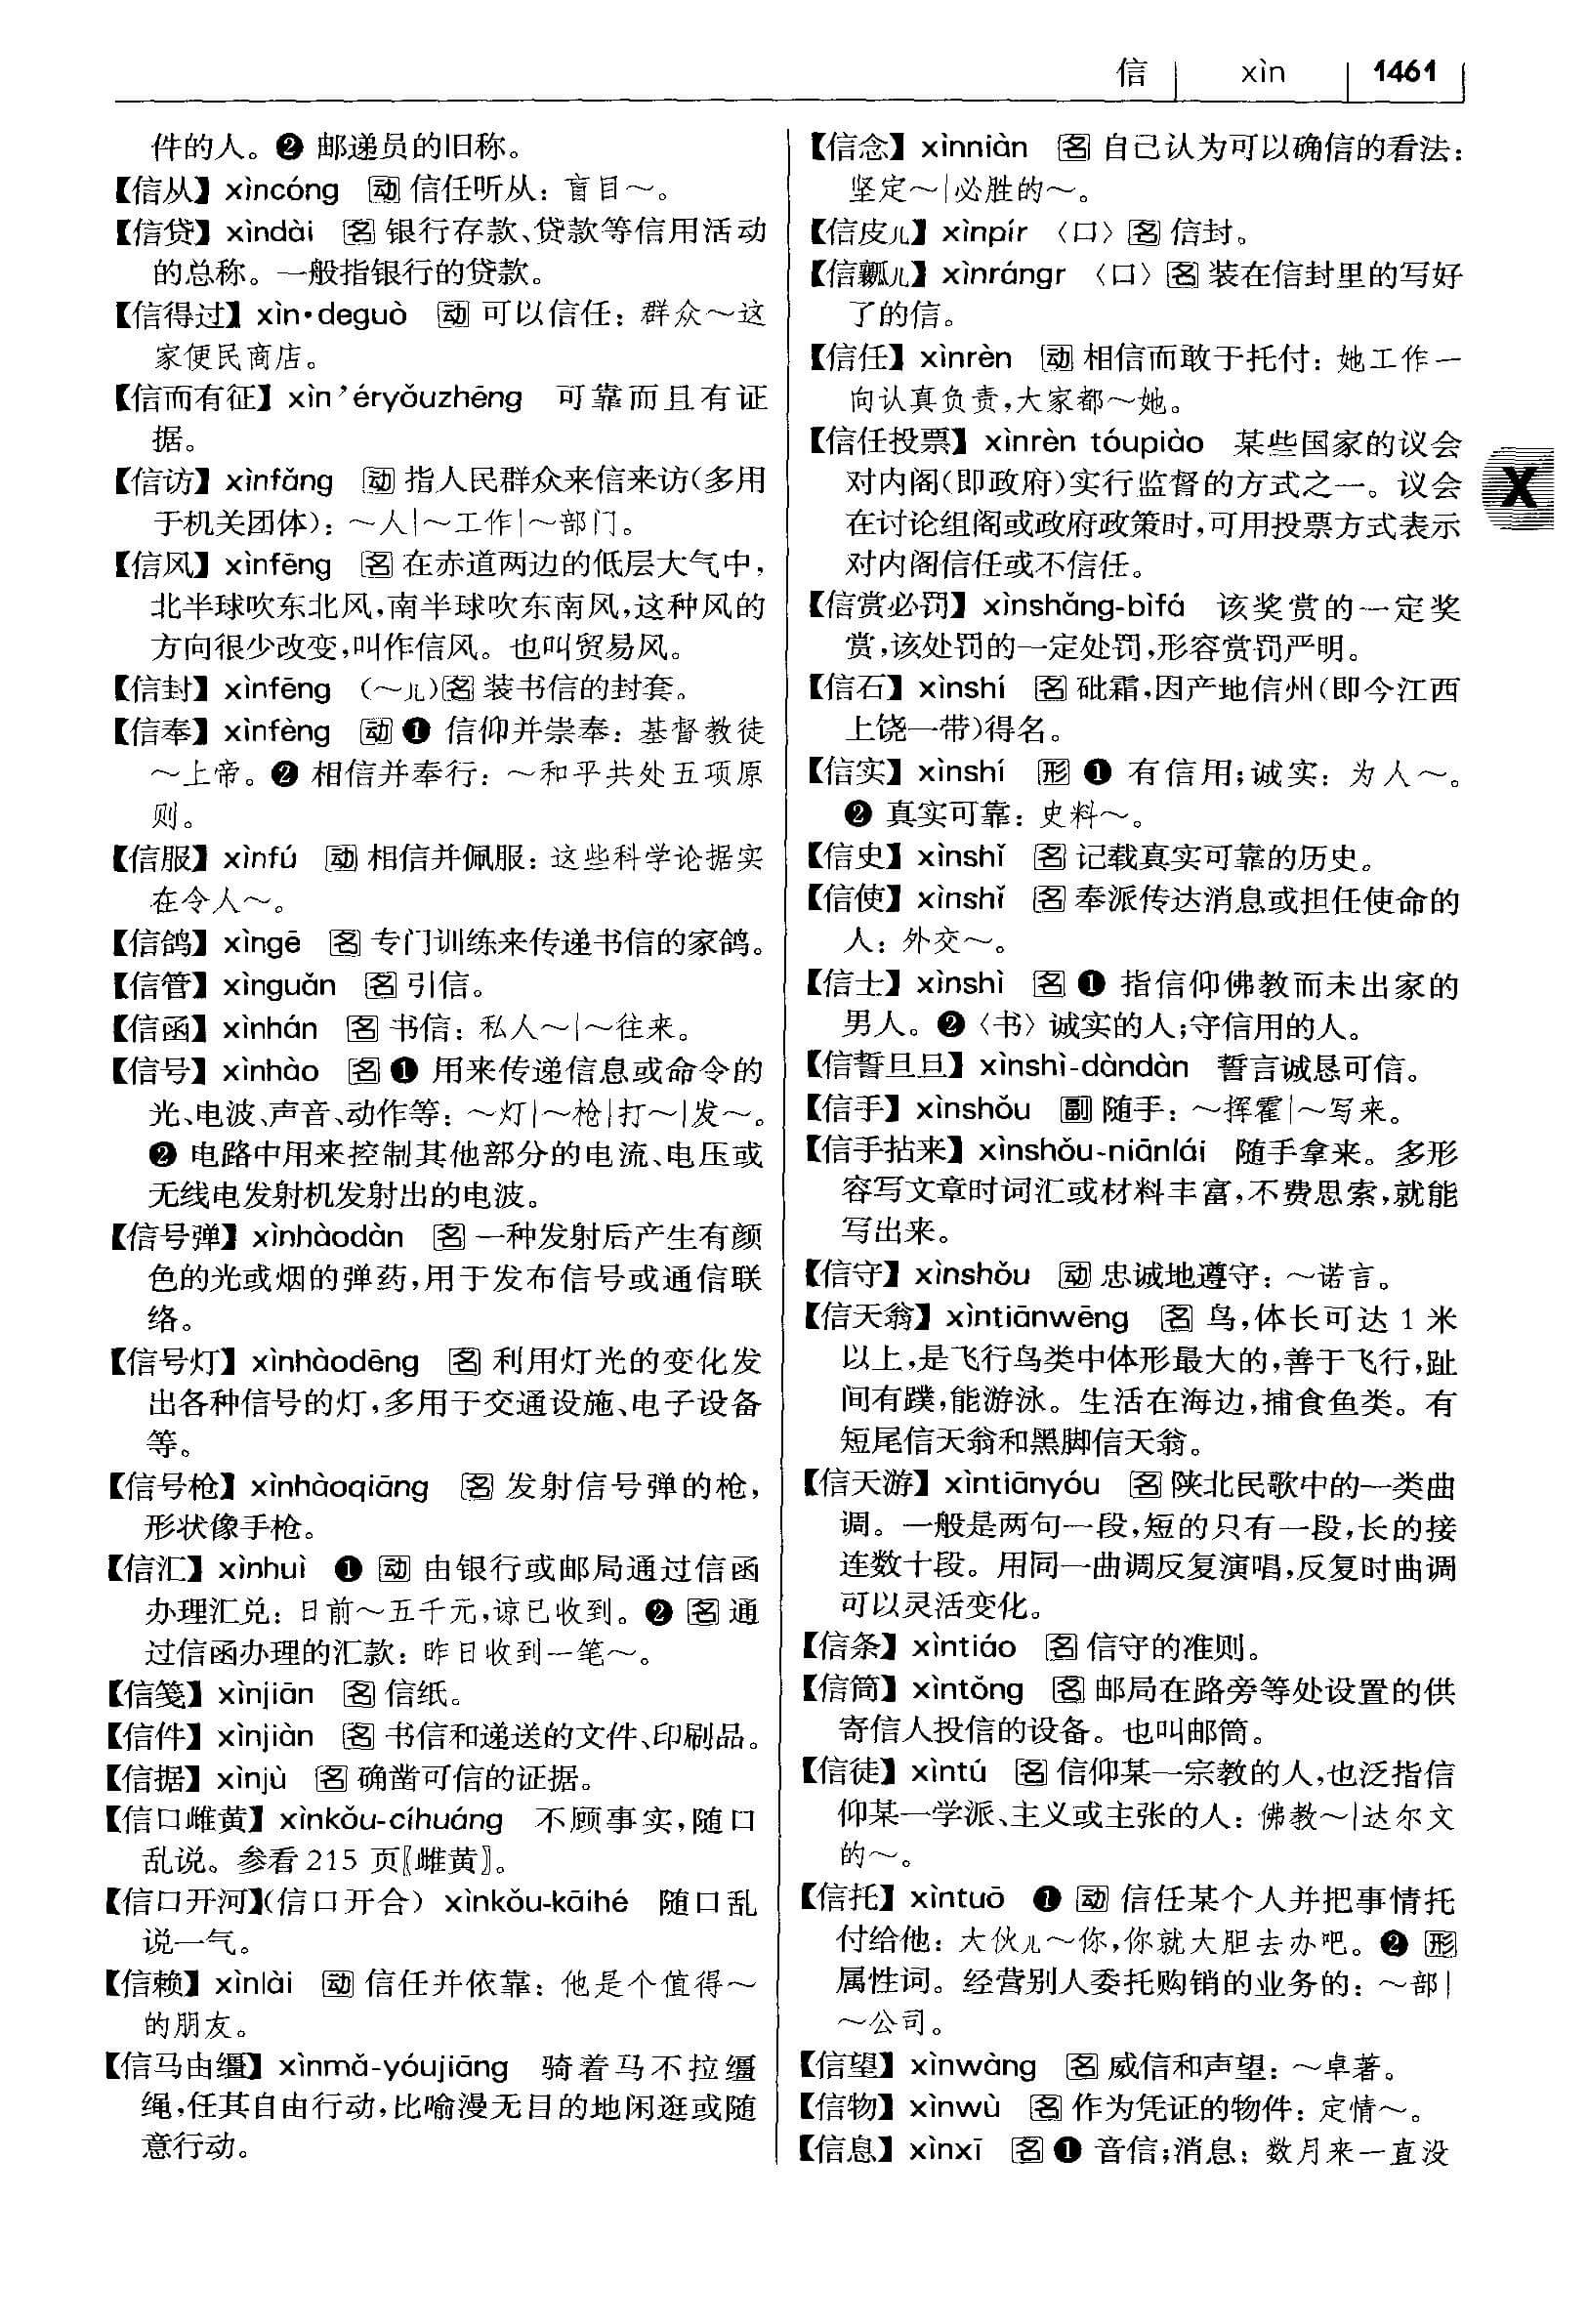 信 xìn 1461
件的人。❷ 邮递员的旧称。
【信从】xìncóng 动 信任听从：盲目～。
【信贷】xìndài 名 银行存款、贷款等信用活动
的总称。一般指银行的贷款。
【信得过】xìn·deguò 动 可以信任：群众～这
家便民商店。
【信而有征】xìn’éryǒuzhēng 可靠而且有证
据。
【信访】xìnfǎng 动 指人民群众来信来访(多用
于机关团体)：～人|～工作|～部门。
【信风】xìnfēng 名 在赤道两边的低层大气中，
北半球吹东北风，南半球吹东南风，这种风的
方向很少改变，叫作信风。也叫贸易风。
【信封】xìnfēng (～儿)名 装书信的封套。
【信奉】xìnfèng 动 ❶ 信仰并崇奉：基督教徒
～上帝。❷ 相信并奉行：～和平共处五项原
则。
【信服】xìnfú 动 相信并佩服：这些科学论据实
在令人～。
【信鸽】xìngē 名 专门训练来传递书信的家鸽。
【信管】xìnguǎn 名 引信。
【信函】xìnhán 名 书信：私人～|～往来。
【信号】xìnhào 名 ❶ 用来传递信息或命令的
光、电波、声音、动作等：～灯|～枪|打～|发～。
❷ 电路中用来控制其他部分的电流、电压或
无线电发射机发射出的电波。
【信号弹】xìnhàodàn 名 一种发射后产生有颜
色的光或烟的弹药，用于发布信号或通信联
络。
【信号灯】xìnhàodēng 名 利用灯光的变化发
出各种信号的灯，多用于交通设施、电子设备
等。
【信号枪】xìnhàoqiāng 名 发射信号弹的枪，
形状像手枪。
【信汇】xìnhuì ❶ 动 由银行或邮局通过信函
办理汇兑：日前～五千元，谅已收到。❷ 名 通
过信函办理的汇款：昨日收到一笔～。
【信笺】xìnjiān 名 信纸。
【信件】xìnjiàn 名 书信和递送的文件、印刷品。
【信据】xìnjù 名 确凿可信的证据。
【信口雌黄】xìnkǒu-cíhuáng 不顾事实，随口
乱说。参看 215 页〖雌黄〗。
【信口开河】(信口开合) xìnkǒu-kāihé 随口乱
说一气。
【信赖】xìnlài 动 信任并依靠：他是个值得～
的朋友。
【信马由缰】xìnmǎ-yóujiāng 骑着马不拉缰
绳，任其自由行动，比喻漫无目的地闲逛或随
意行动。
【信念】xìnniàn 名 自己认为可以确信的看法：
坚定～|必胜的～。
【信皮儿】xìnpír 〈口〉名 信封。
【信瓤儿】xìnrángr 〈口〉名 装在信封里的写好
了的信。
【信任】xìnrèn 动 相信而敢于托付：她工作一
向认真负责，大家都～她。
【信任投票】xìnrèn tóupiào 某些国家的议会
对内阁(即政府)实行监督的方式之一。议会
在讨论组阁或政府政策时，可用投票方式表示
对内阁信任或不信任。
X
【信赏必罚】xìnshǎng-bìfá 该奖赏的一定奖
赏，该处罚的一定处罚，形容赏罚严明。
【信石】xìnshí 名 砒霜，因产地信州(即今江西
上饶一带)得名。
【信实】xìnshí 形 ❶ 有信用；诚实：为人～。
❷ 真实可靠：史料～。
【信史】xìnshǐ 名 记载真实可靠的历史。
【信使】xìnshǐ 名 奉派传达消息或担任使命的
人：外交～。
【信士】xìnshì 名 ❶ 指信仰佛教而未出家的
男人。❷〈书〉诚实的人；守信用的人。
【信誓旦旦】xìnshì-dàndàn 誓言诚恳可信。
【信手】xìnshǒu 副 随手：～挥霍|～写来。
【信手拈来】xìnshǒu-niānlái 随手拿来。多形
容写文章时词汇或材料丰富，不费思索，就能
写出来。
【信守】xìnshǒu 动 忠诚地遵守：～诺言。
【信天翁】xìntiānwēng 名 鸟，体长可达 1 米
以上，是飞行鸟类中体形最大的，善于飞行，趾
间有蹼，能游泳。生活在海边，捕食鱼类。有
短尾信天翁和黑脚信天翁。
【信天游】xìntiānyóu 名 陕北民歌中的一类曲
调。一般是两句一段，短的只有一段，长的接
连数十段。用同一曲调反复演唱，反复时曲调
可以灵活变化。
【信条】xìntiáo 名 信守的准则。
【信筒】xìntǒng 名 邮局在路旁等处设置的供
寄信人投信的设备。也叫邮筒。
【信徒】xìntú 名 信仰某一宗教的人，也泛指信
仰某一学派、主义或主张的人：佛教～|达尔文
的～。
【信托】xìntuō ❶ 动 信任某个人并把事情托
付给他：大伙儿～你，你就大胆去办吧。❷ 形
属性词。经营别人委托购销的业务的：～部|
～公司。
【信望】xìnwàng 名 威信和声望：～卓著。
【信物】xìnwù 名 作为凭证的物件：定情～。
【信息】xìnxī 名 ❶ 音信；消息：数月来一直没